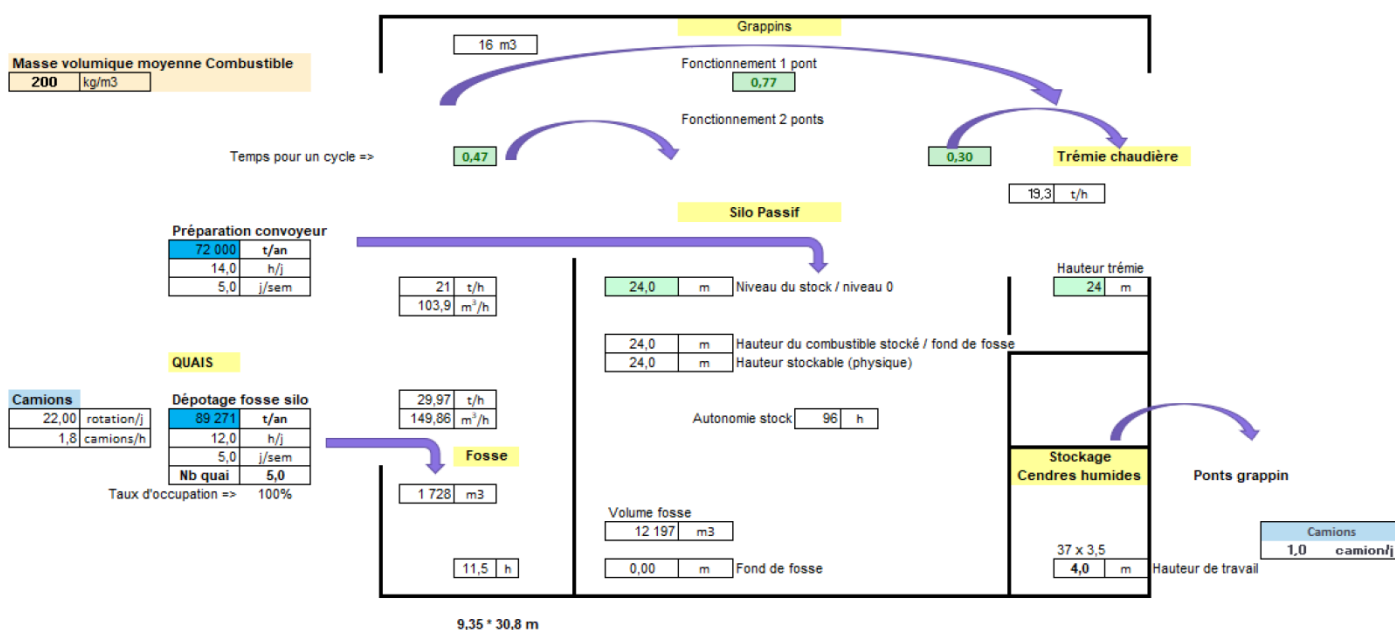 Grappins
16 m3
Masse volumique moyenne Combustible
200 kg/m3
Fonctionnement 1 pont
0,77
Fonctionnement 2 ponts
Temps pour un cycle =>
0,47
0,30
Trémie chaudière
19,3 t/h
Silo Passif
Préparation convoyeur
72 000 t/an
14,0 h/j
5,0 j/sem
21 t/h
103,9 m³/h
24,0 m Niveau du stock / niveau 0
Hauteur trémie
24 m
24,0 m Hauteur du combustible stocké / fond de fosse
24,0 m Hauteur stockable (physique)
QUAIS
Camions
22,00 rotation/j
1,8 camions/h
Dépotage fosse silo
89 271 t/an
12,0 h/j
5,0 j/sem
Nb quai 5,0
Taux d'occupation => 100%
29,97 t/h
149,86 m³/h
Autonomie stock 96 h
Fosse
1 728 m3
Stockage
Cendres humides
Ponts grappin
Volume fosse
12 197 m3
Camions
1,0 camion/j
11,5 h
0,00 m Fond de fosse
37 x 3,5
4,0 m Hauteur de travail
9,35 * 30,8 m